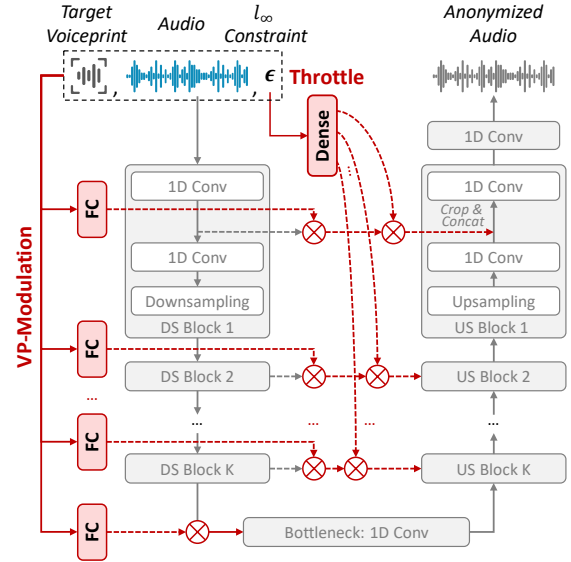 Target
Voiceprint
Audio
l∞
Constraint
Anonymized
Audio
, , ϵ
Throttle
Dense
1D Conv
1D Conv
1D Conv
FC
Crop &
Concat
1D Conv
1D Conv
Downsampling
Upsampling
DS Block 1
US Block 1
VP-Modulation
FC
DS Block 2
US Block 2
...
...
...
...
...
FC
DS Block K
US Block K
FC
Bottleneck: 1D Conv